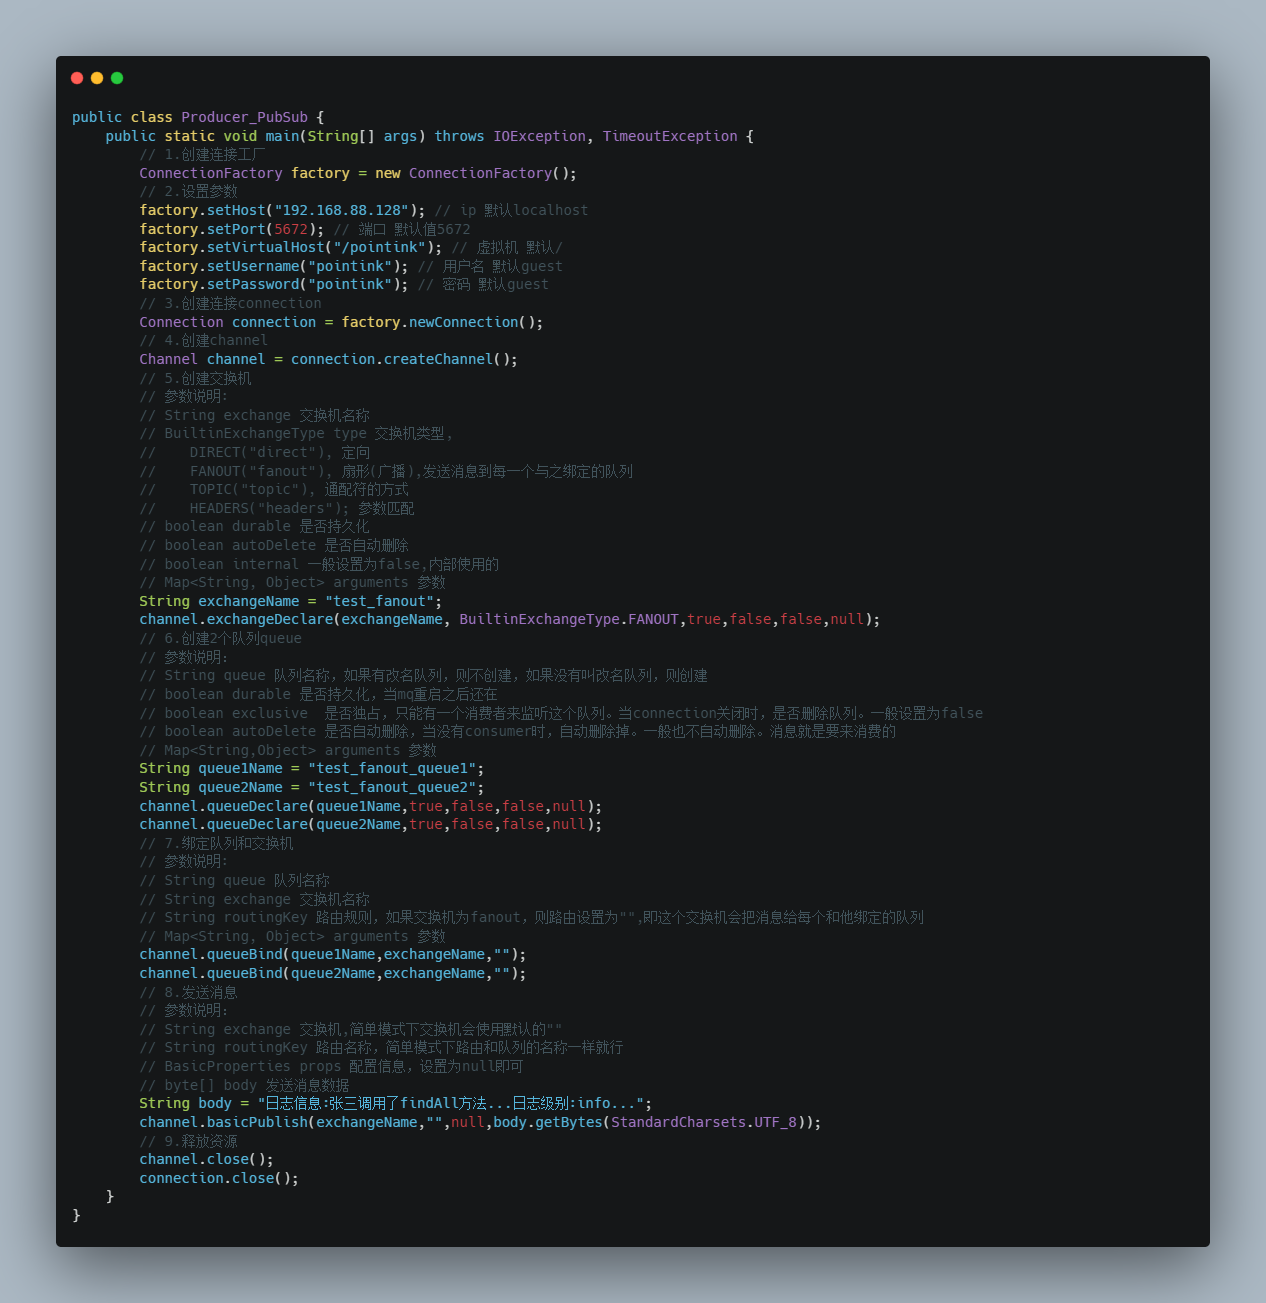 public class Producer_PubSub {
    public static void main(String[] args) throws IOException, TimeoutException {
        // 1.创建连接工厂
        ConnectionFactory factory = new ConnectionFactory();
        // 2.设置参数
        factory.setHost("192.168.88.128"); // ip 默认localhost
        factory.setPort(5672); // 端口 默认值5672
        factory.setVirtualHost("/pointink"); // 虚拟机 默认/
        factory.setUsername("pointink"); // 用户名 默认guest
        factory.setPassword("pointink"); // 密码 默认guest
        // 3.创建连接connection
        Connection connection = factory.newConnection();
        // 4.创建channel
        Channel channel = connection.createChannel();
        // 5.创建交换机
        // 参数说明:
        // String exchange 交换机名称
        // BuiltinExchangeType type 交换机类型,
        //    DIRECT("direct"), 定向
        //    FANOUT("fanout"), 扇形(广播),发送消息到每一个与之绑定的队列
        //    TOPIC("topic"), 通配符的方式
        //    HEADERS("headers"); 参数匹配
        // boolean durable 是否持久化
        // boolean autoDelete 是否自动删除
        // boolean internal 一般设置为false,内部使用的
        // Map<String, Object> arguments 参数
        String exchangeName = "test_fanout";
        channel.exchangeDeclare(exchangeName, BuiltinExchangeType.FANOUT,true,false,false,null);
        // 6.创建2个队列queue
        // 参数说明:
        // String queue 队列名称，如果有改名队列，则不创建，如果没有叫改名队列，则创建
        // boolean durable 是否持久化，当mq重启之后还在
        // boolean exclusive  是否独占，只能有一个消费者来监听这个队列。当connection关闭时，是否删除队列。一般设置为false
        // boolean autoDelete 是否自动删除，当没有consumer时，自动删除掉。一般也不自动删除。消息就是要来消费的
        // Map<String,Object> arguments 参数
        String queue1Name = "test_fanout_queue1";
        String queue2Name = "test_fanout_queue2";
        channel.queueDeclare(queue1Name,true,false,false,null);
        channel.queueDeclare(queue2Name,true,false,false,null);
        // 7.绑定队列和交换机
        // 参数说明:
        // String queue 队列名称
        // String exchange 交换机名称
        // String routingKey 路由规则，如果交换机为fanout，则路由设置为"",即这个交换机会把消息给每个和他绑定的队列
        // Map<String, Object> arguments 参数
        channel.queueBind(queue1Name,exchangeName,"");
        channel.queueBind(queue2Name,exchangeName,"");
        // 8.发送消息
        // 参数说明:
        // String exchange 交换机,简单模式下交换机会使用默认的""
        // String routingKey 路由名称，简单模式下路由和队列的名称一样就行
        // BasicProperties props 配置信息，设置为null即可
        // byte[] body 发送消息数据
        String body = "日志信息:张三调用了findAll方法...日志级别:info...";
        channel.basicPublish(exchangeName,"",null,body.getBytes(StandardCharsets.UTF_8));
        // 9.释放资源
        channel.close();
        connection.close();
    }
}